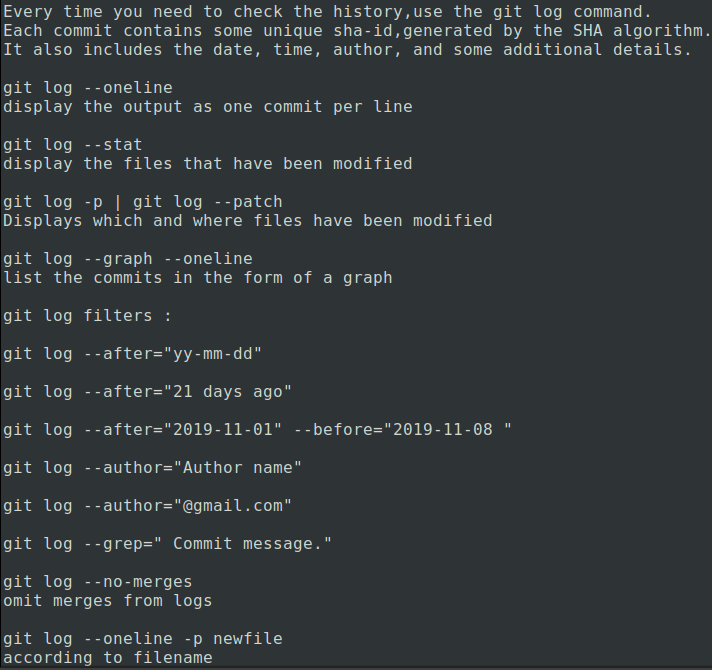 Every time you need to check the history,use the git log command.
Each commit contains some unique sha-id,generated by the SHA algorithm.
It also includes the date, time, author, and some additional details.
git log --oneline
display the output as one commit per line
git log --stat
display the files that have been modified
git log -p | git log --patch
Displays which and where files have been modified
git log --graph --oneline
list the commits in the form of a graph
git log filters :
git log --after="yy-mm-dd"
git log --after="21 days ago"
git log --after="2019-11-01" --before="2019-11-08 "
git log --author="Author name"
git log --author="@gmail.com"
git log --grep=" Commit message."
git log --no-merges
omit merges from logs
git log --oneline -p newfile
according to filename